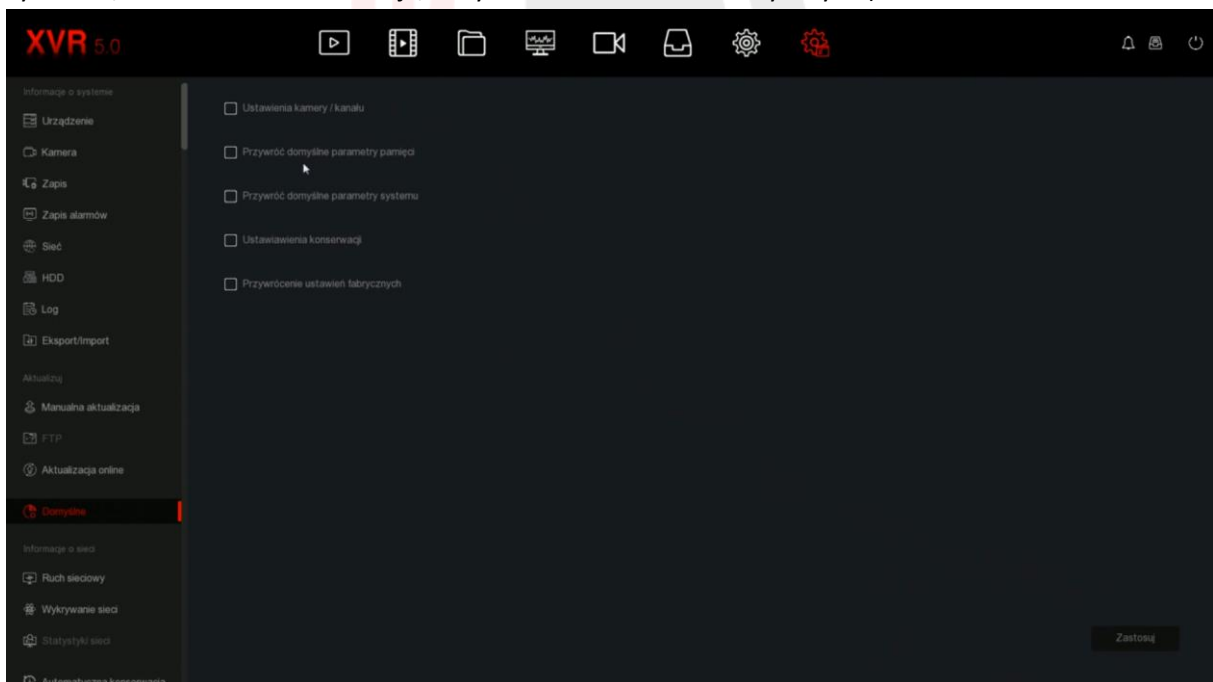 XVR 5.0
Informacje o systemie
Urządzenie
Kamera
Zapis
Zapis alarmów
Sieć
HDD
Log
Eksport/Import
Aktualizuj
Manualna aktualizacja
FTP
Aktualizacja online
Domyślne
Informacje o sieci
Ruch sieciowy
Wykrywanie sieci
Statystyki sieci
Automatyczna konserwacja
Ustawienia kamery / kanału
Przywróć domyślne parametry pamięci
Przywróć domyślne parametry systemu
Ustawiawienia konserwacji
Przywrócenie ustawień fabrycznych
Zastosuj